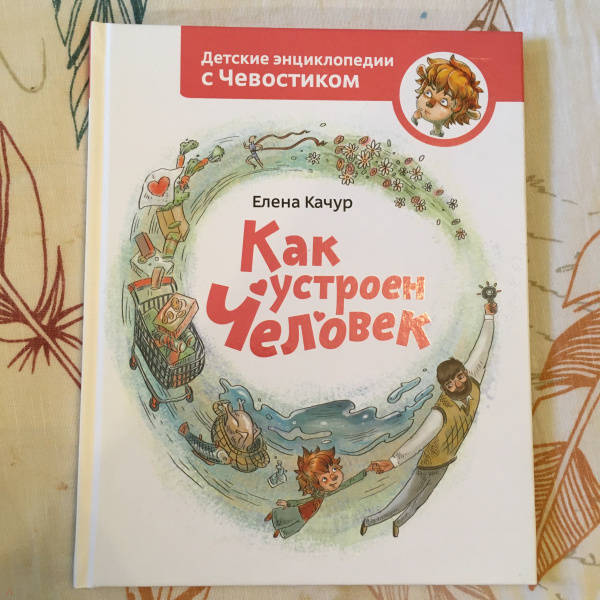 Детские энциклопедии
с Чевостиком
Елена Качур
Как
устроен
Человек